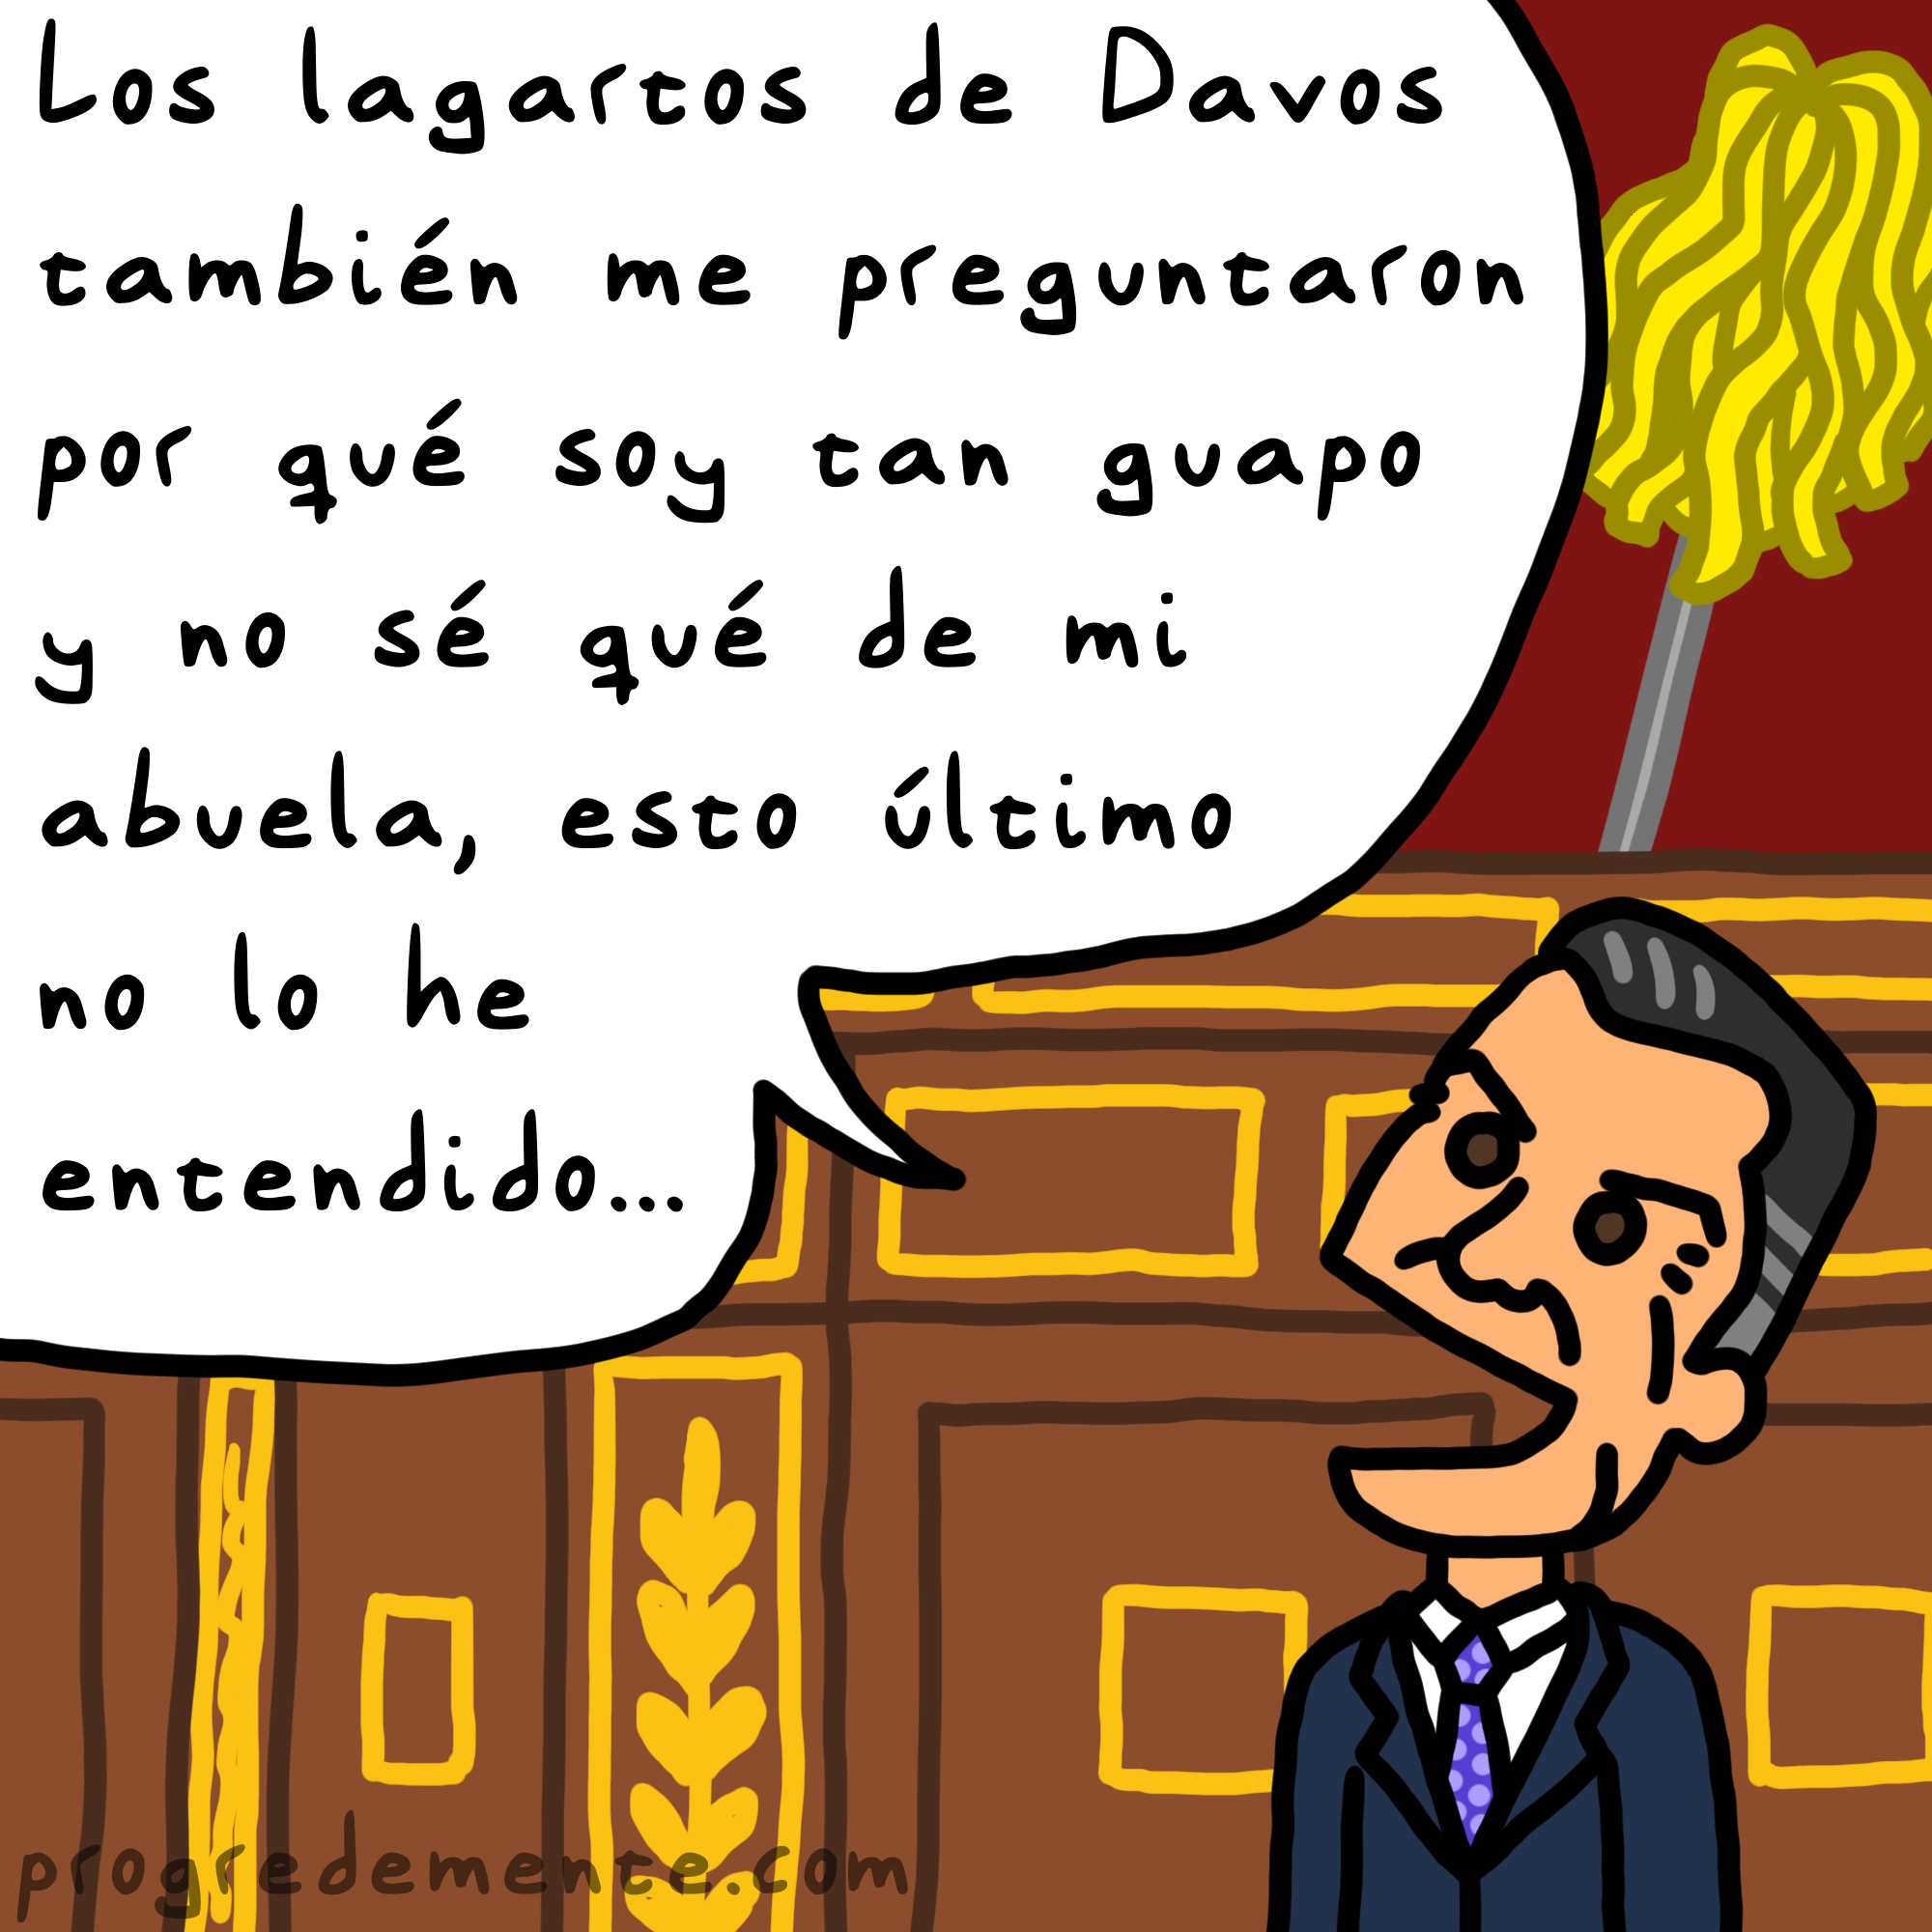 Los lagartos de Davos
también me preguntaron
por qué soy tan guapo
y no sé qué de mi
abuela, esto último
no lo he
entendido...
progredemente.com